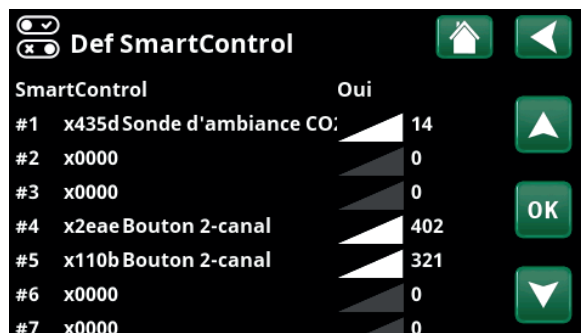 Def SmartControl
SmartControl Oui
#1 x435d Sonde d'ambiance CO2 14
#2 x0000 0
#3 x0000 0
#4 x2eae Bouton 2-canal 402
OK
#5 x110b Bouton 2-canal 321
#6 x0000 0
#7 x0000 0